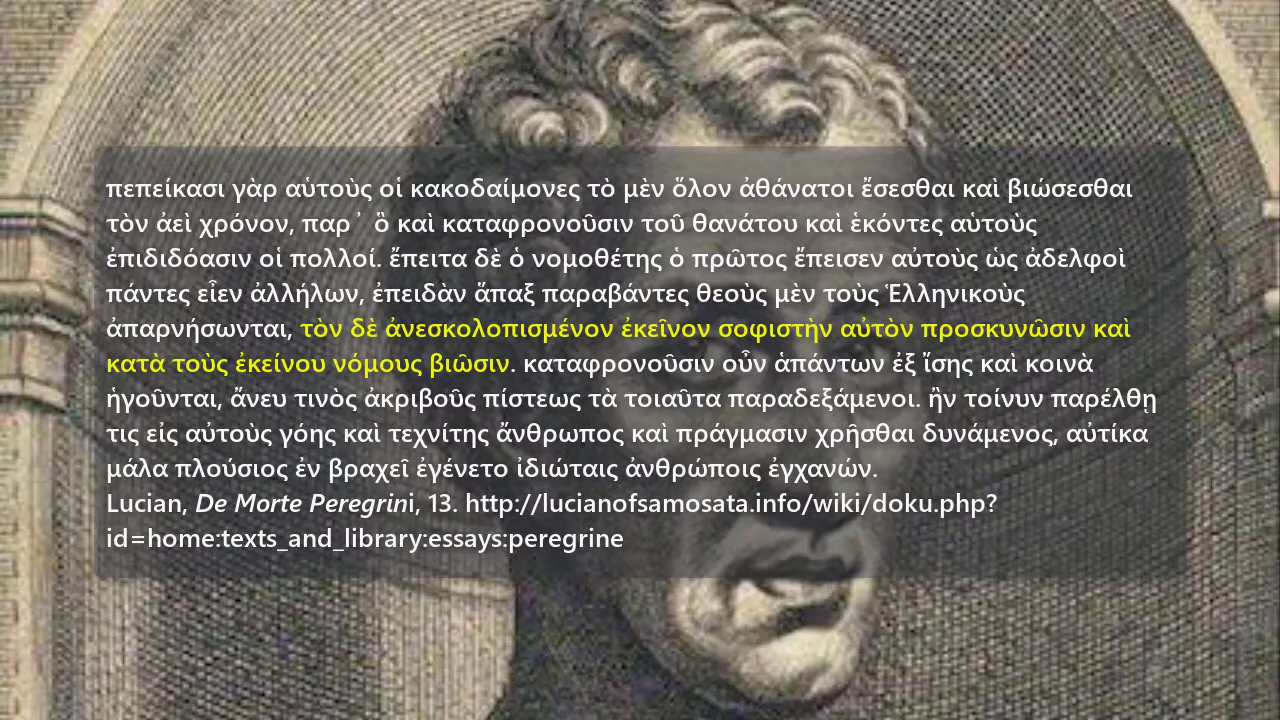 πεπείκασι γὰρ αὑτοὺς οἱ κακοδαίμονες τὸ μὲν ὅλον ἀθάνατοι ἔσεσθαι καὶ βιώσεσθαι
τὸν ἀεὶ χρόνον, παρ᾽ ὃ καὶ καταφρονοῦσιν τοῦ θανάτου καὶ ἑκόντες αὑτοὺς
ἐπιδιδόασιν οἱ πολλοί. ἔπειτα δὲ ὁ νομοθέτης ὁ πρῶτος ἔπεισεν αὐτοὺς ὡς ἀδελφοὶ
πάντες εἶεν ἀλλήλων, ἐπειδὰν ἅπαξ παραβάντες θεοὺς μὲν τοὺς Ἑλληνικοὺς
ἀπαρνήσωνται, τὸν δὲ ἀνεσκολοπισμένον ἐκεῖνον σοφιστὴν αὐτὸν προσκυνῶσιν καὶ
κατὰ τοὺς ἐκείνου νόμους βιῶσιν. καταφρονοῦσιν οὖν ἁπάντων ἐξ ἴσης καὶ κοινὰ
ἡγοῦνται, ἄνευ τινὸς ἀκριβοῦς πίστεως τὰ τοιαῦτα παραδεξάμενοι. ἢν τοίνυν παρέλθῃ
τις εἰς αὐτοὺς γόης καὶ τεχνίτης ἄνθρωπος καὶ πράγμασιν χρῆσθαι δυνάμενος, αὐτίκα
μάλα πλούσιος ἐν βραχεῖ ἐγένετο ἰδιώταις ἀνθρώποις ἐγχανών.
Lucian, De Morte Peregrini, 13. http://lucianofsamosata.info/wiki/doku.php?
id=home:texts_and_library:essays:peregrine